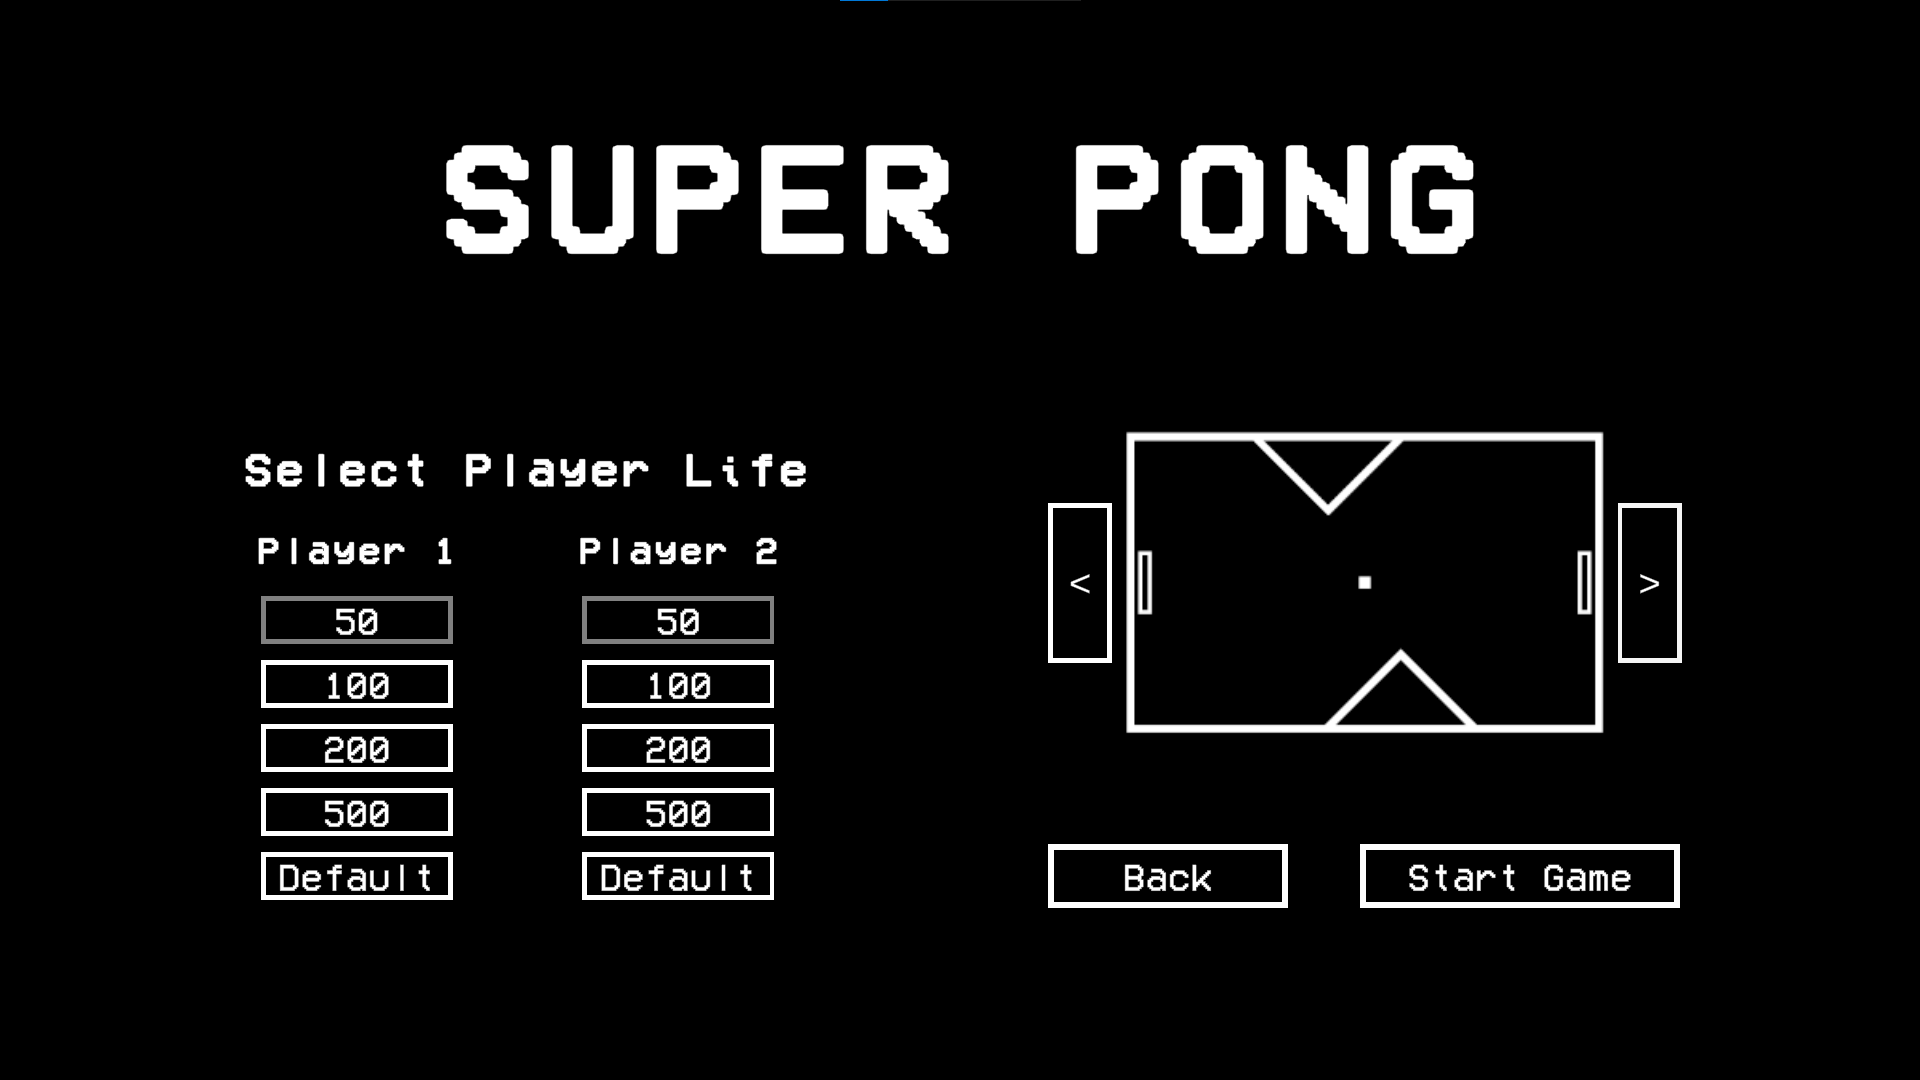 SUPER PONG
Select Player Life
Player 1 Player 2
50 50
100 100
200 200
500 500
Default Default
< >
Back Start Game